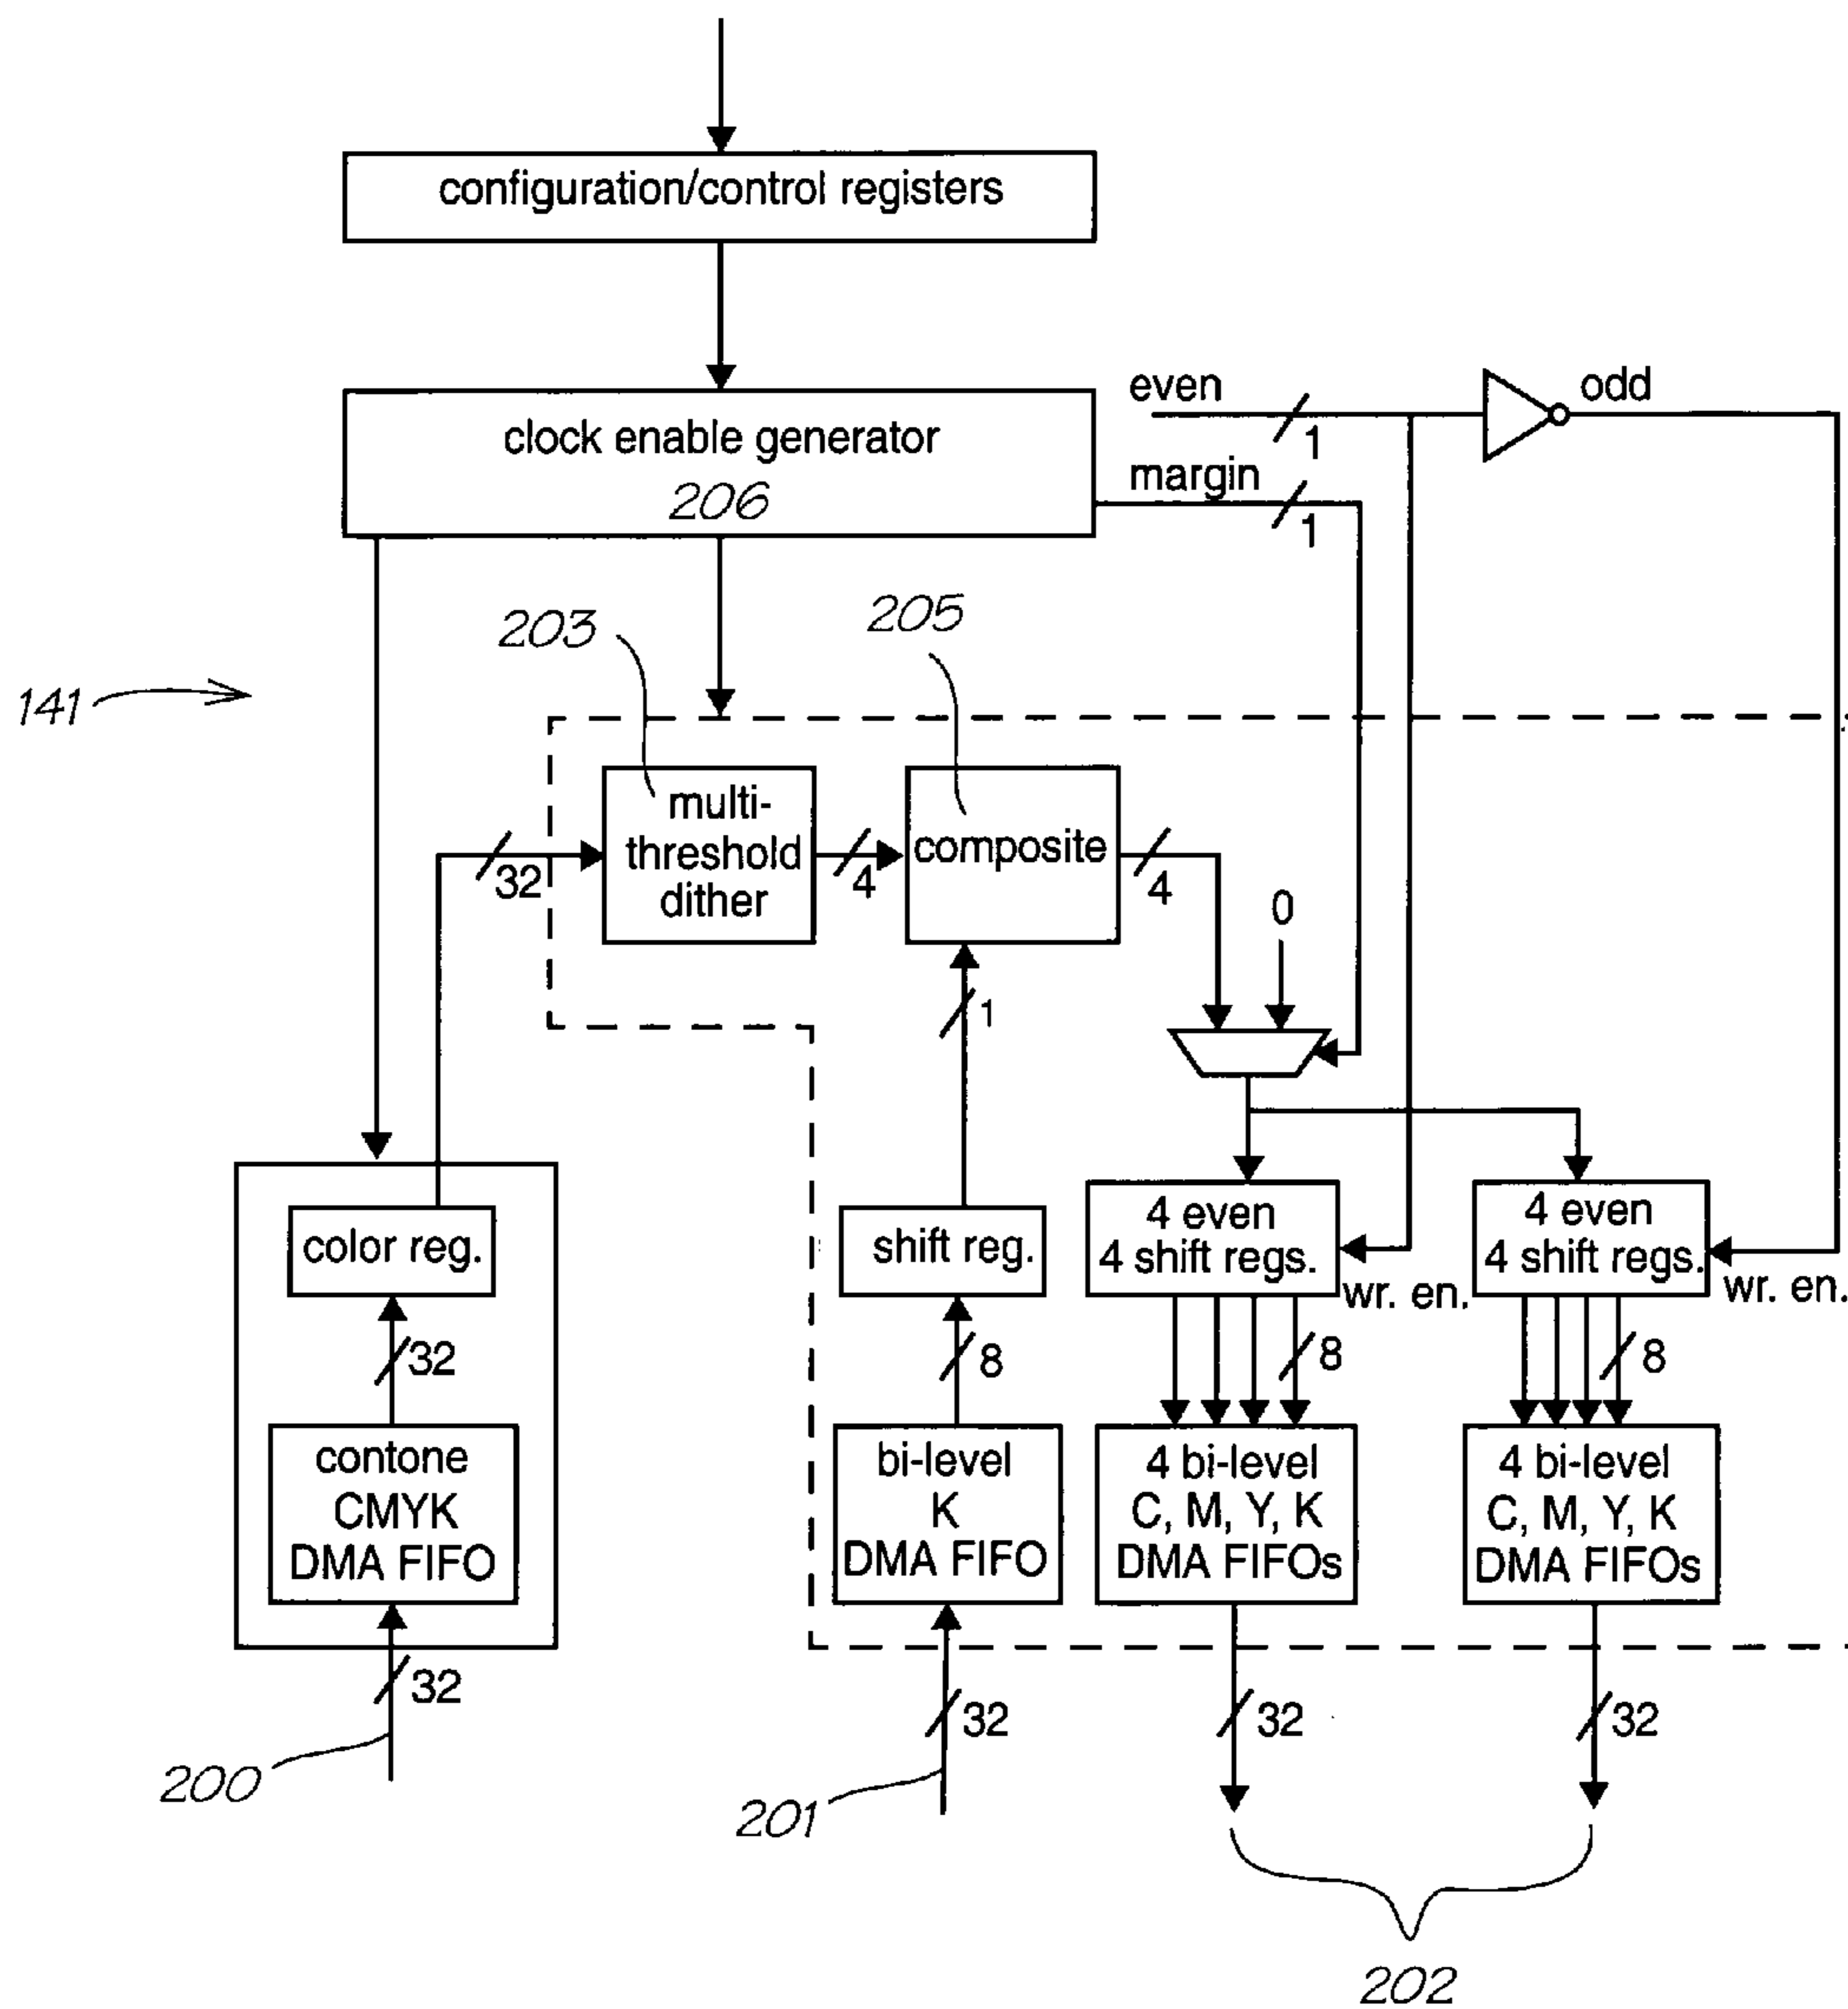 configuration/control registers
clock enable generator
206
even
1
odd
margin
1
203
205
141
multi-
threshold
dither
composite
32
4
4
0
1
color reg.
shift reg.
4 even
4 shift regs.
wr. en.
4 even
4 shift regs.
wr. en.
32
8
8
8
contone
CMYK
DMA FIFO
bi-level
K
DMA FIFO
4 bi-level
C, M, Y, K
DMA FIFOs
4 bi-level
C, M, Y, K
DMA FIFOs
32
32
32
32
200
201
202